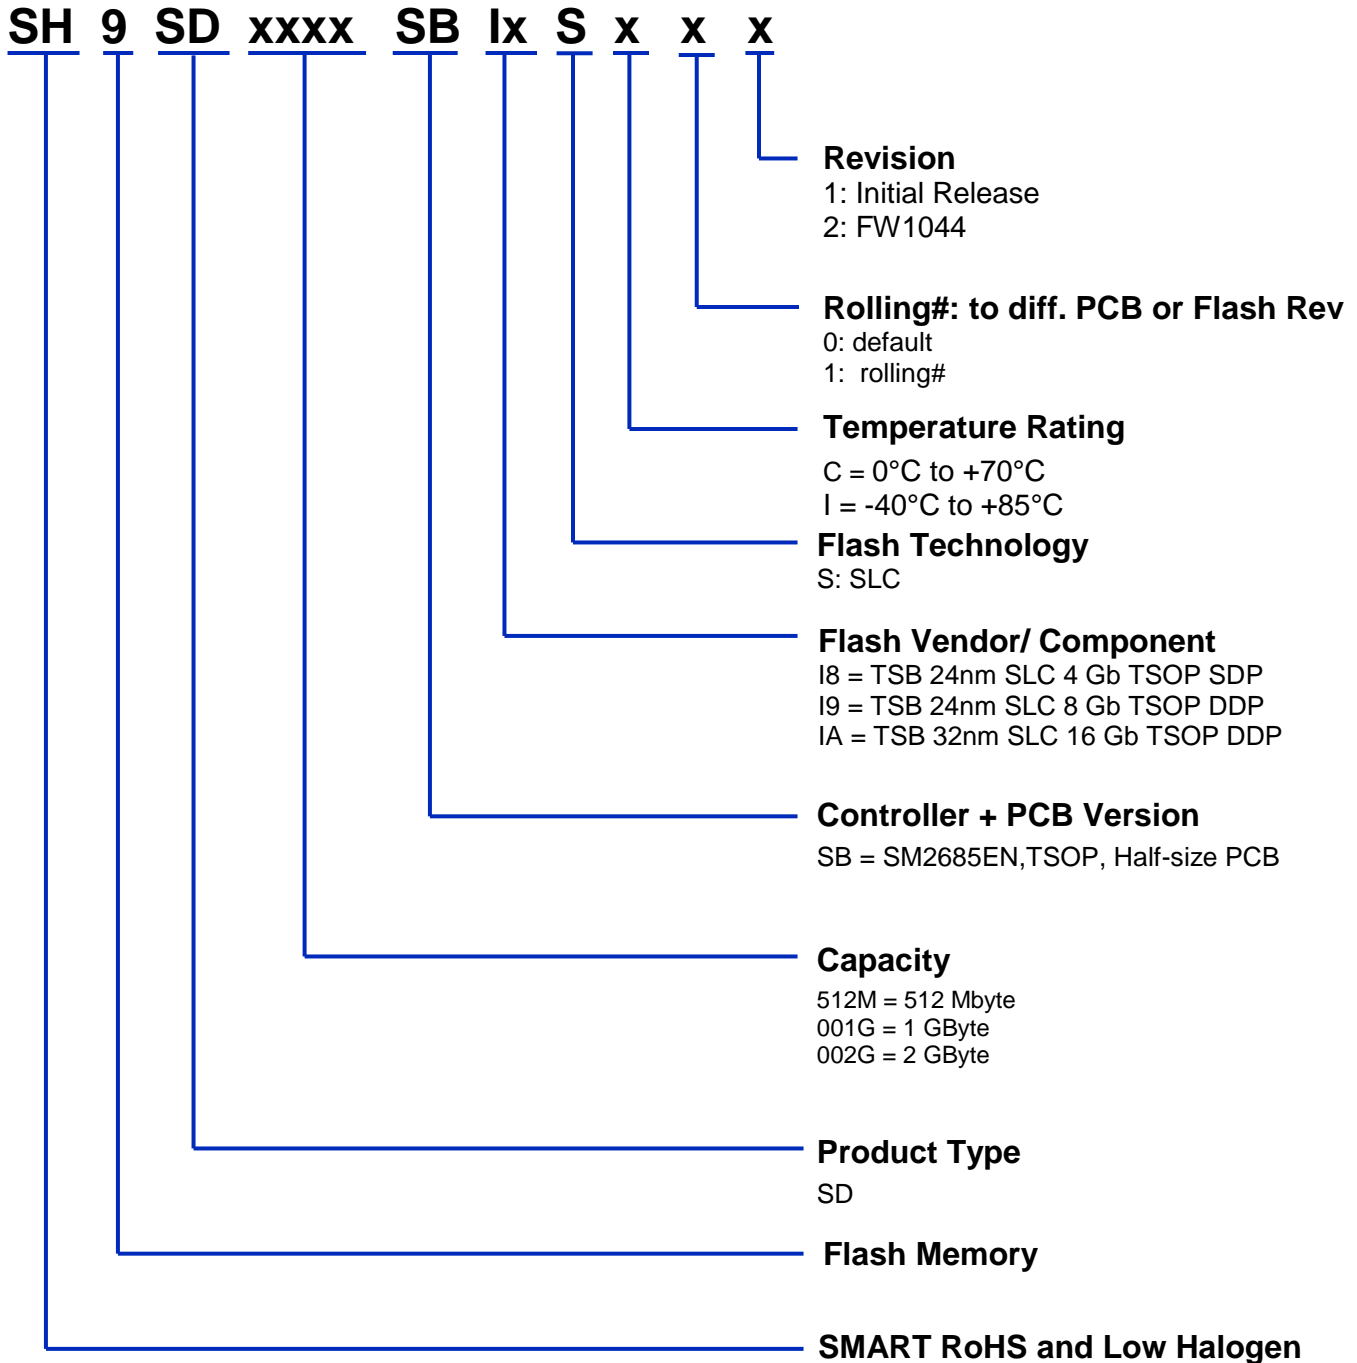 SH 9 SD xxxx SB Ix S x x x
Revision
1: Initial Release
2: FW1044
Rolling#: to diff. PCB or Flash Rev
0: default
1: rolling#
Temperature Rating
C = 0°C to +70°C
I = -40°C to +85°C
Flash Technology
S: SLC
Flash Vendor/ Component
I8 = TSB 24nm SLC 4 Gb TSOP SDP
I9 = TSB 24nm SLC 8 Gb TSOP DDP
IA = TSB 32nm SLC 16 Gb TSOP DDP
Controller + PCB Version
SB = SM2685EN,TSOP, Half-size PCB
Capacity
512M = 512 Mbyte
001G = 1 GByte
002G = 2 GByte
Product Type
SD
Flash Memory
SMART RoHS and Low Halogen